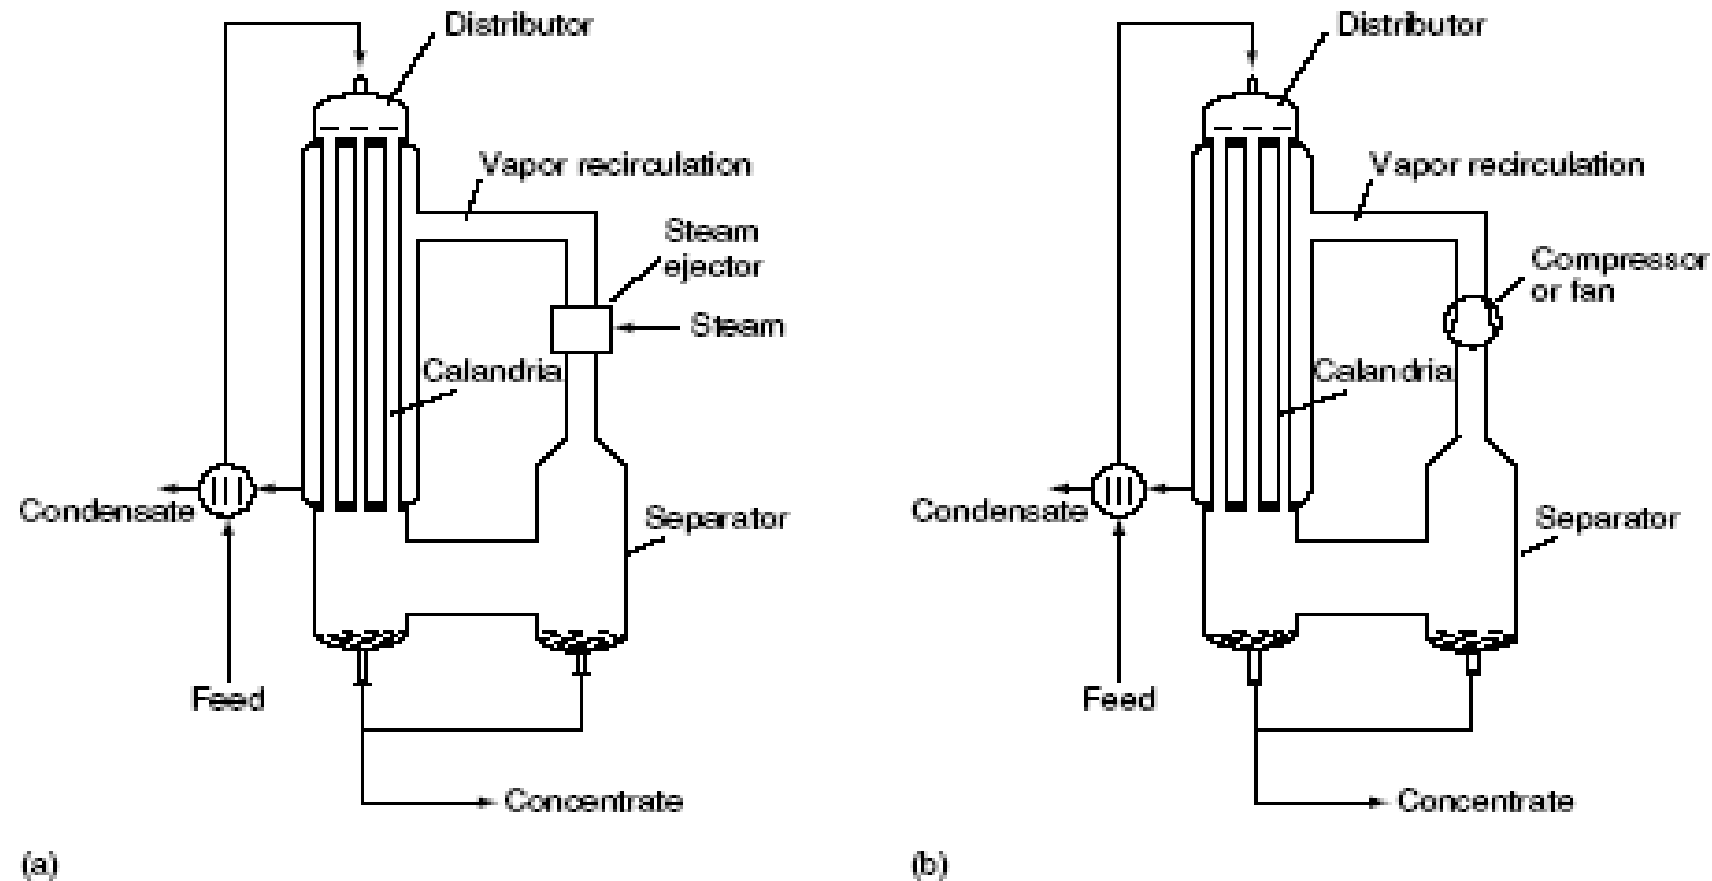 Distributor
Vapor recirculation
Steam
ejector
Steam
Calandria
Condensate
Separator
Feed
Concentrate
(a)
Distributor
Vapor recirculation
Compressor
or fan
Calandria
Condensate
Separator
Feed
Concentrate
(b)